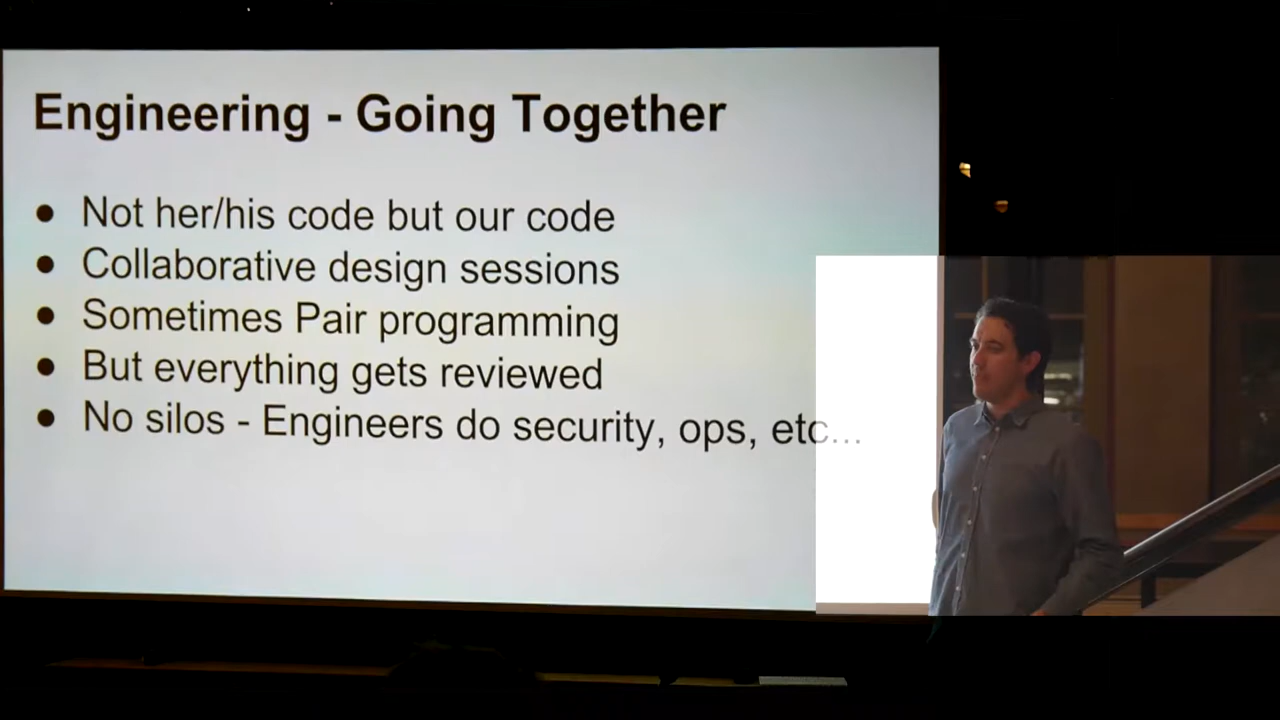 Engineering - Going Together
● Not her/his code but our code
● Collaborative design sessions
● Sometimes Pair programming
● But everything gets reviewed
● No silos - Engineers do security, ops, etc...